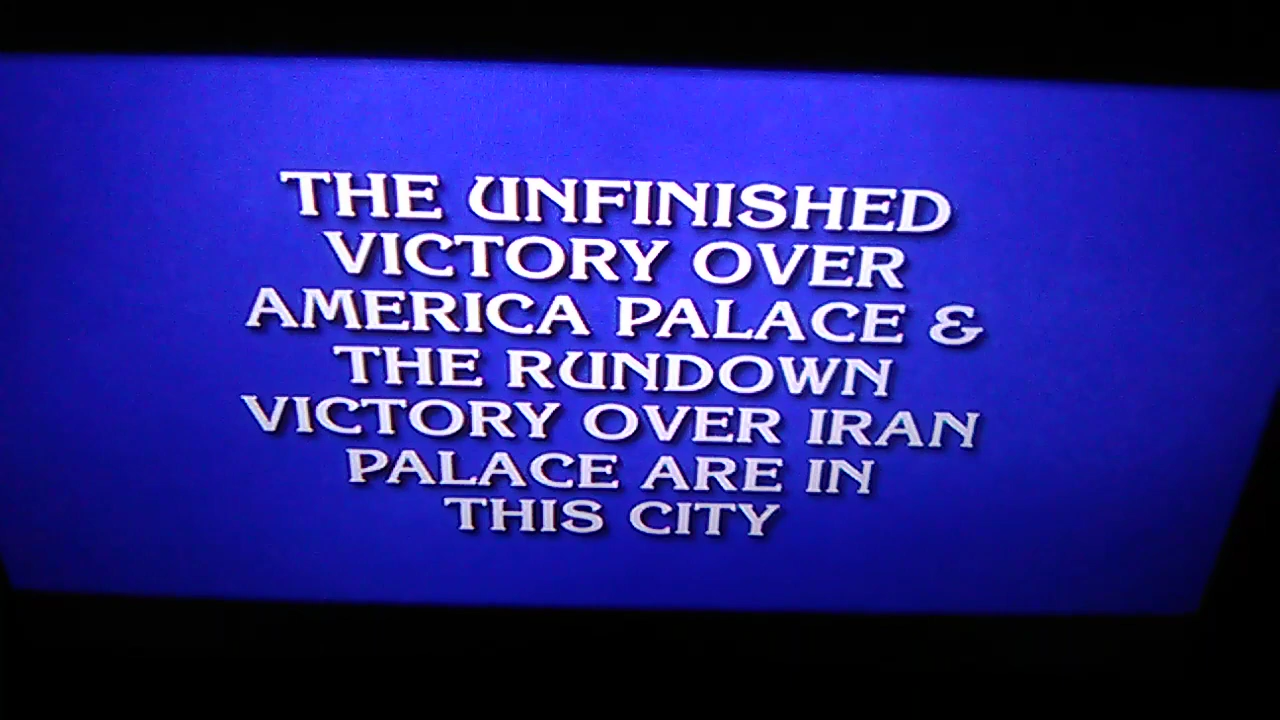 THE UNFINISHED
VICTORY OVER
AMERICA PALACE &
THE RUNDOWN
VICTORY OVER IRAN
PALACE ARE IN
THIS CITY